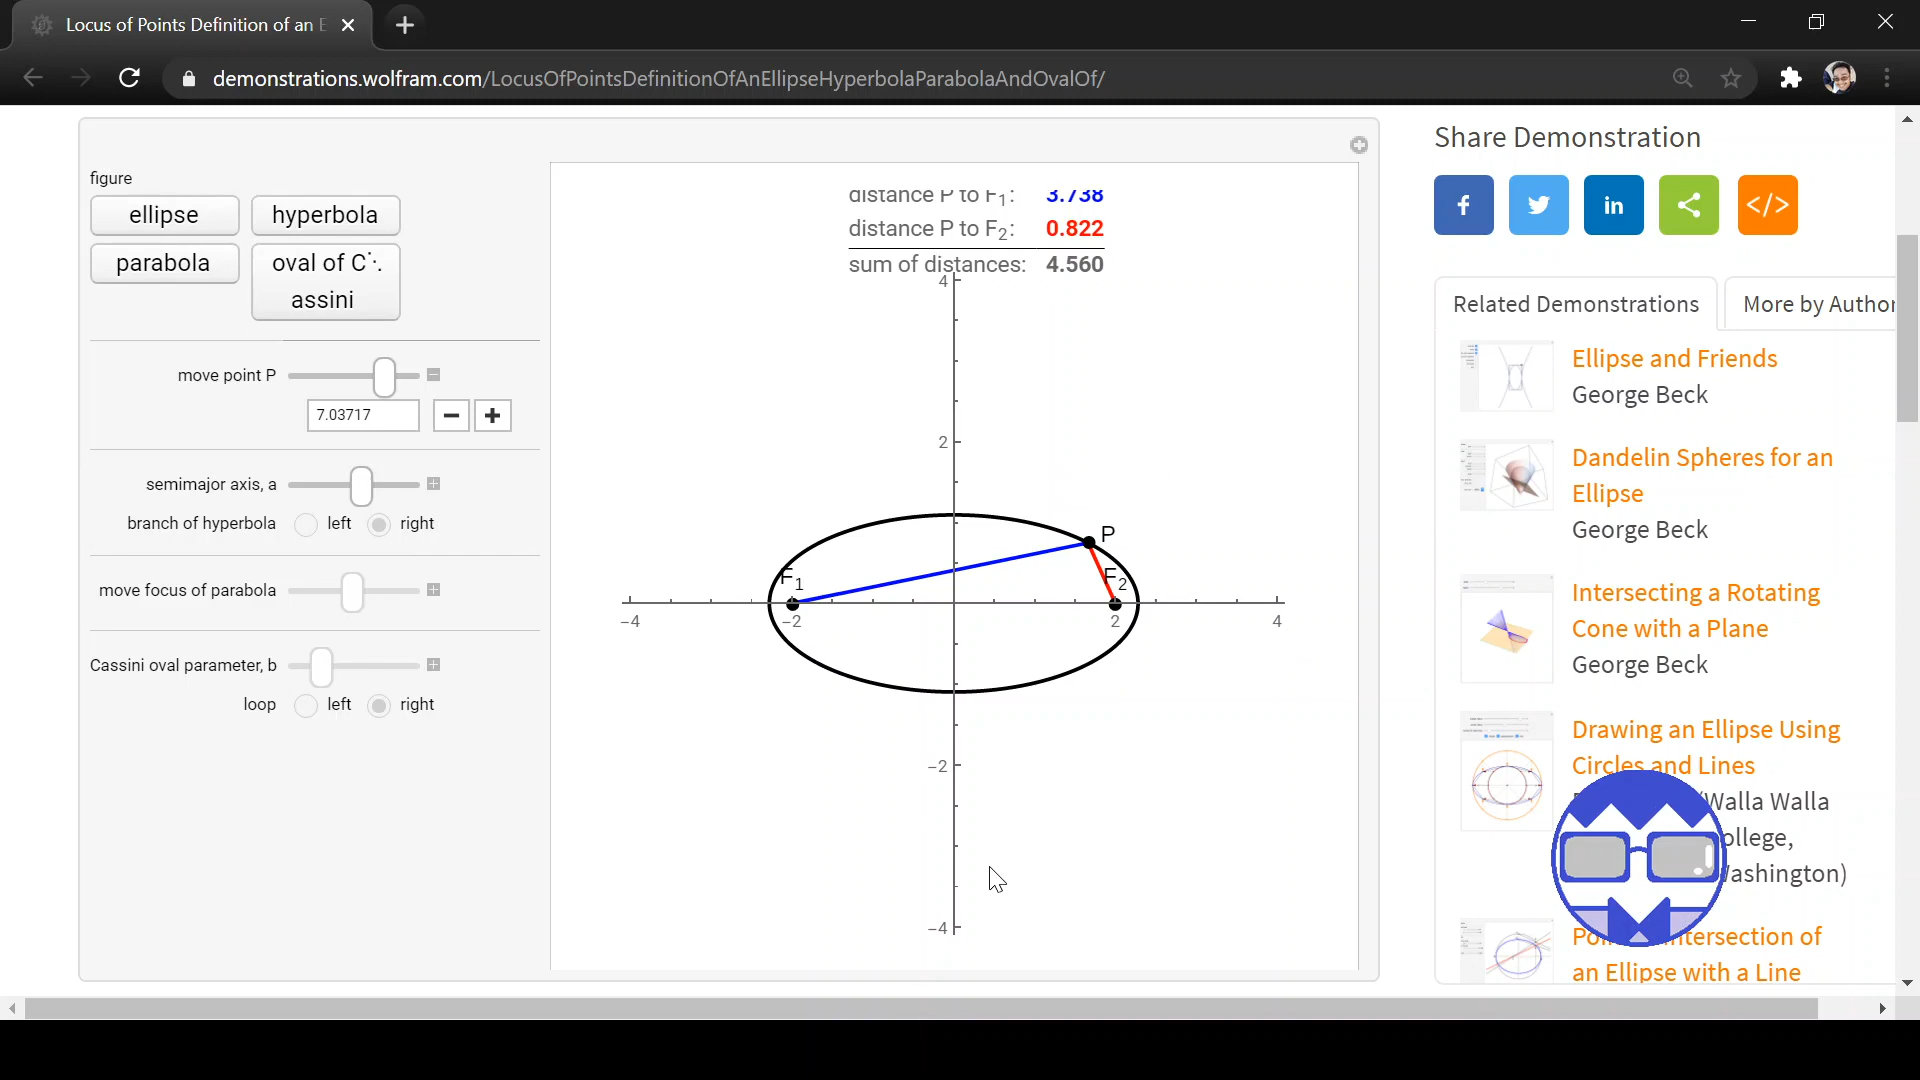 Locus of Points Definition of an E
demonstrations.wolfram.com/LocusOfPointsDefinitionOfAnEllipseHyperbolaParabolaAndOvalOf/
figure
ellipse
hyperbola
parabola
oval of C⋱
assini
move point P
7.03717
semimajor axis, a
branch of hyperbola left right
move focus of parabola
Cassini oval parameter, b
loop left right
distance P to F1: 3.738
distance P to F2: 0.822
sum of distances: 4.560
4
2
P
F1
F2
−4 −2 2 4
−2
−4
Share Demonstration
f
in
</>
Related Demonstrations
More by Author
Ellipse and Friends
George Beck
Dandelin Spheres for an
Ellipse
George Beck
Intersecting a Rotating
Cone with a Plane
George Beck
Drawing an Ellipse Using
Circles and Lines
(Walla Walla
ollege,
ashington)
ntersection of
an Ellipse with a Line